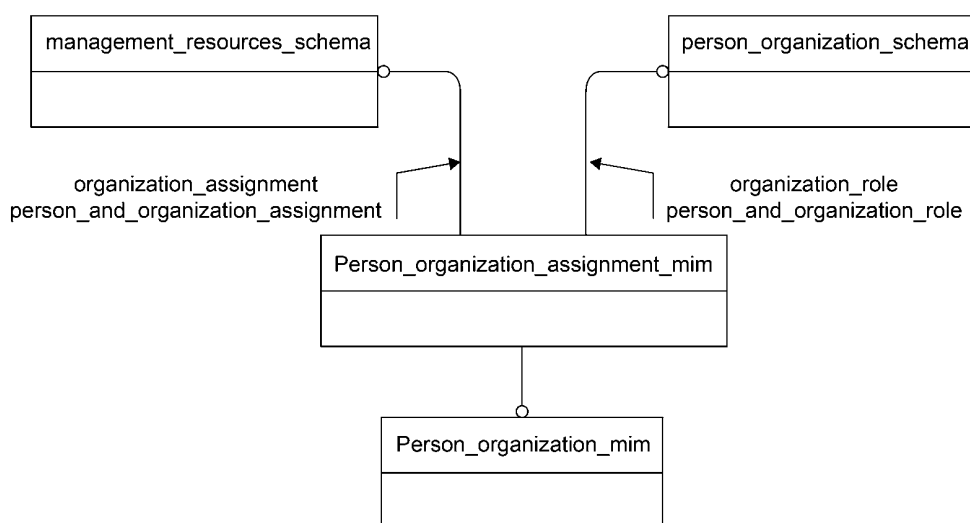 management_resources_schema
person_organization_schema
organization_assignment
person_and_organization_assignment
organization_role
person_and_organization_role
Person_organization_assignment_mim
Person_organization_mim